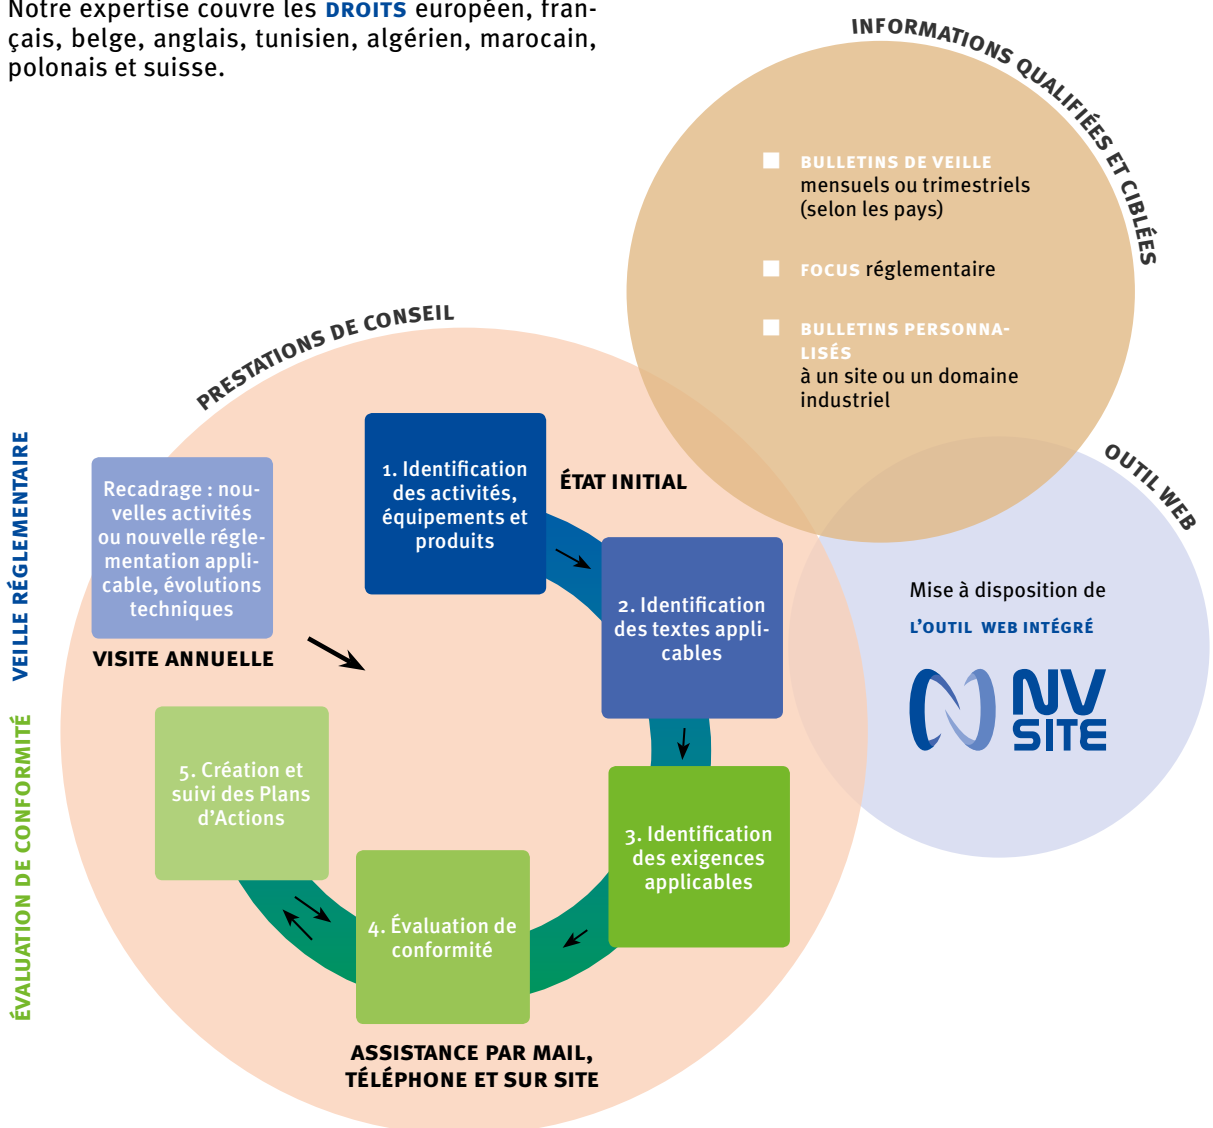 Notre expertise couvre les DROITS européen, fran-
çais, belge, anglais, tunisien, algérien, marocain,
polonais et suisse.
INFORMATIONS QUALIFIÉES ET CIBLÉES
BULLETINS DE VEILLE
mensuels ou trimestriels
(selon les pays)
FOCUS réglementaire
BULLETINS PERSONNA-
LISÉS
à un site ou un domaine
industriel
PRESTATIONS DE CONSEIL
VEILLE RÉGLEMENTAIRE
Recadrage : nou-
velles activités
ou nouvelle régle-
mentation appli-
cable, évolutions
techniques
VISITE ANNUELLE
1. Identification
des activités,
équipements et
produits
ÉTAT INITIAL
2. Identification
des textes appli-
cables
OUTIL WEB
Mise à disposition de
L'OUTIL WEB INTÉGRÉ
NV
SITE
ÉVALUATION DE CONFORMITÉ
5. Création et
suivi des Plans
d'Actions
3. Identification
des exigences
applicables
4. Évaluation de
conformité
ASSISTANCE PAR MAIL,
TÉLÉPHONE ET SUR SITE